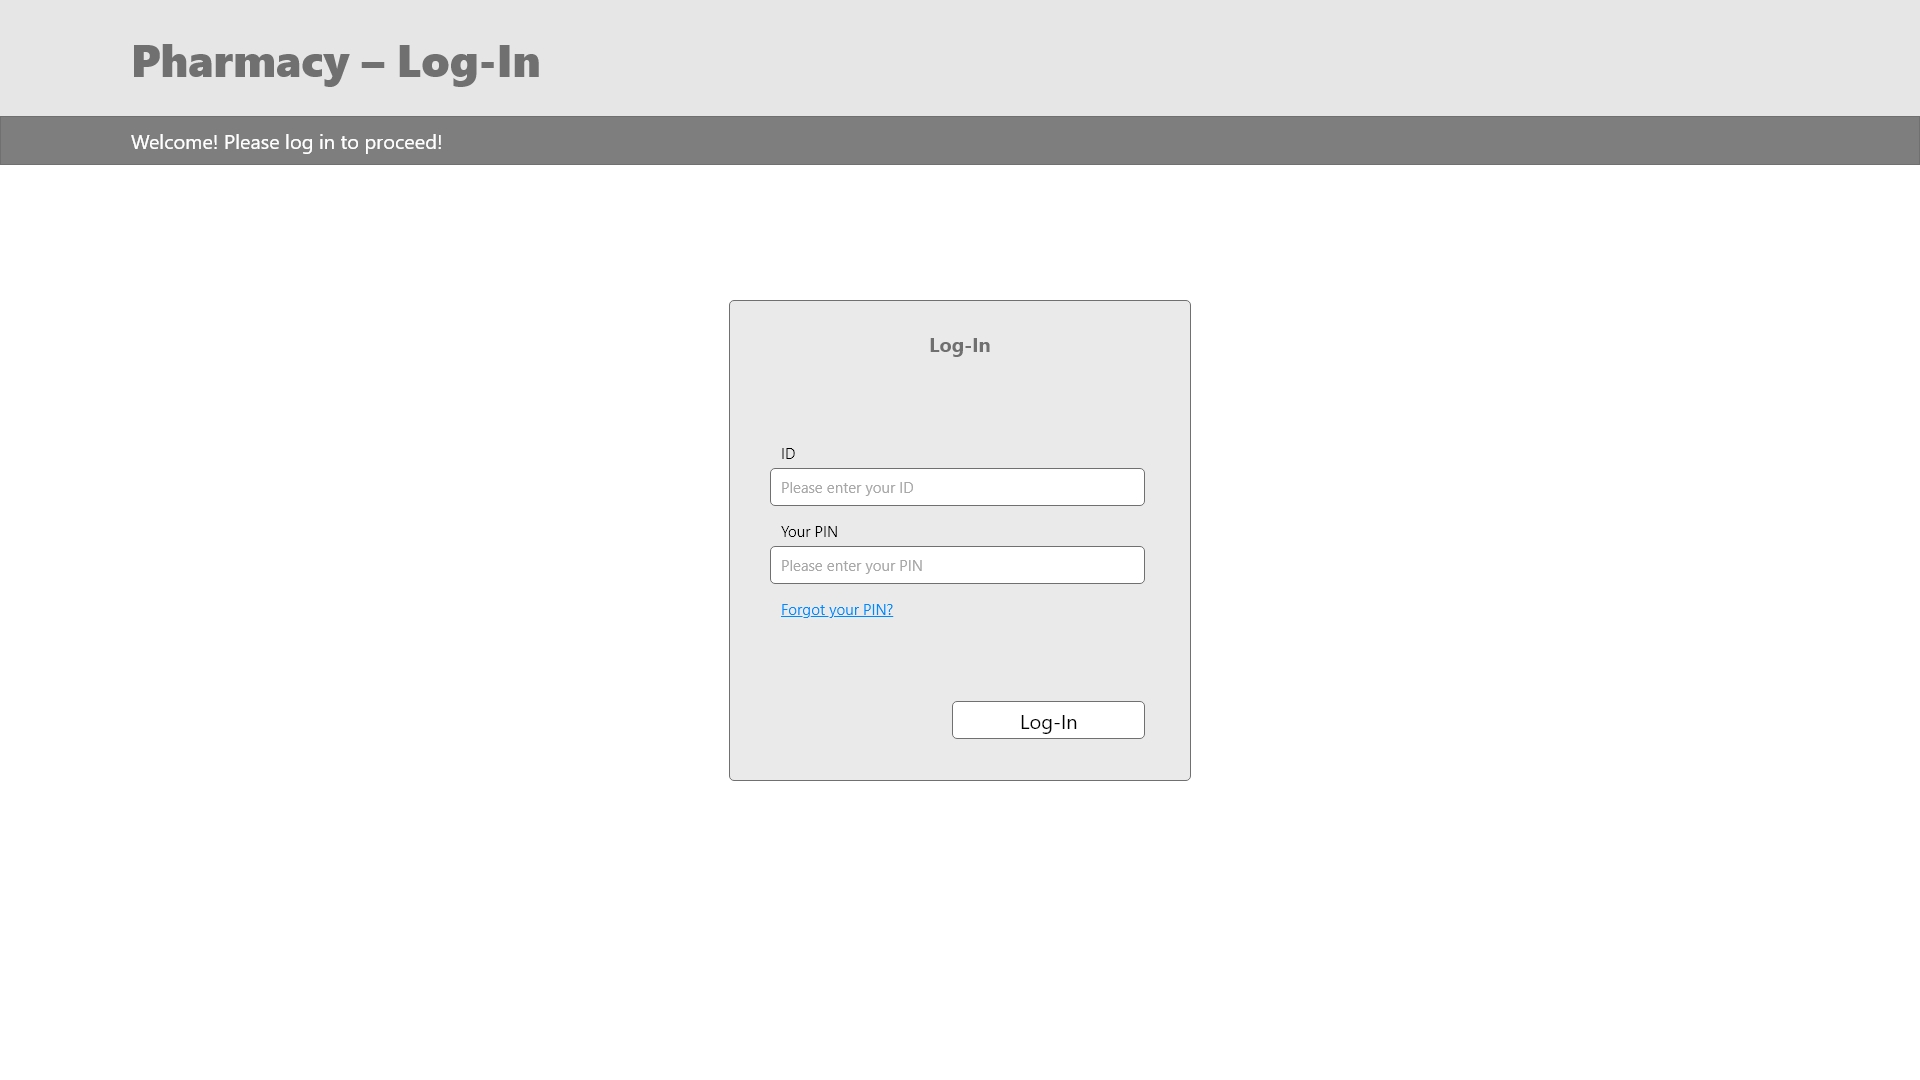 Pharmacy – Log-In
Welcome! Please log in to proceed!
Log-In
ID
Please enter your ID
Your PIN
Please enter your PIN
Forgot your PIN?
Log-In